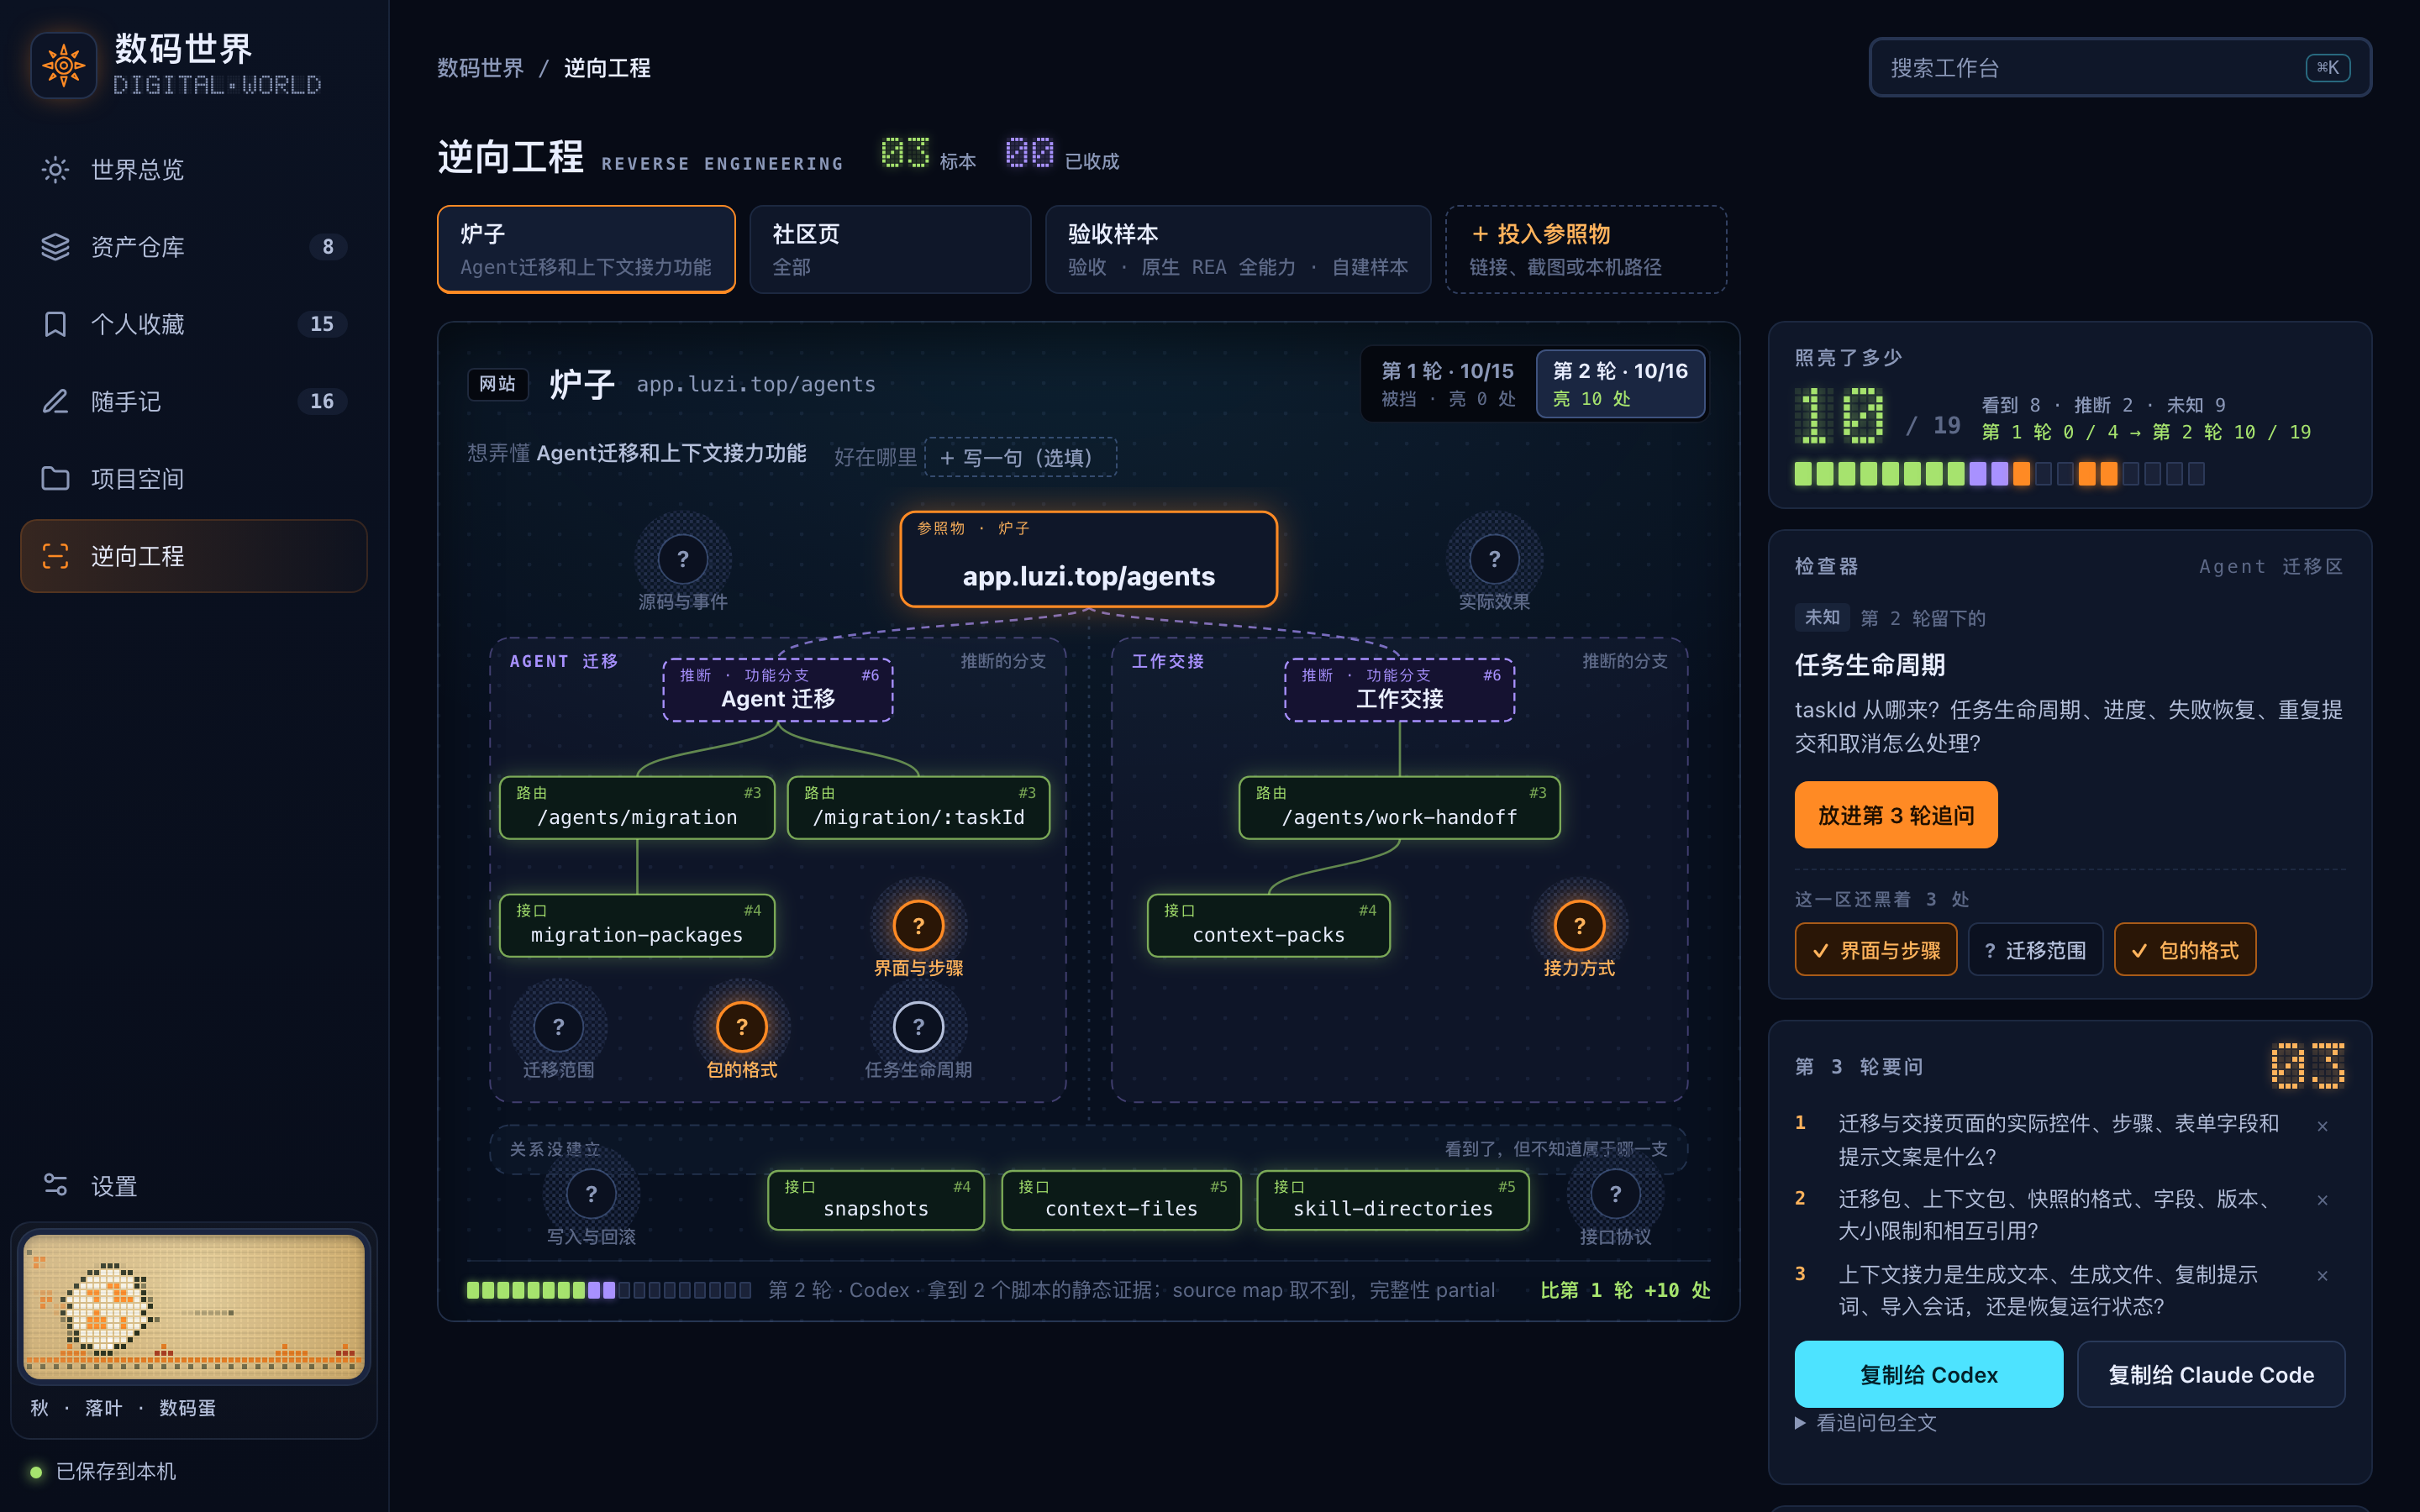 数码世界
DIGITAL·WORLD
世界总览
资产仓库 8
个人收藏 15
随手记 16
项目空间
逆向工程
设置
秋 · 落叶 · 数码蛋
已保存到本机
数码世界 / 逆向工程
搜索工作台 ⌘K
逆向工程 REVERSE ENGINEERING 03 标本 00 已收成
炉子
Agent迁移和上下文接力功能
社区页
全部
验收样本
验收 · 原生 REA 全能力 · 自建样本
+ 投入参照物
链接、截图或本机路径
网站 炉子 app.luzi.top/agents
第 1 轮 · 10/15
被挡 · 亮 0 处
第 2 轮 · 10/16
亮 10 处
想弄懂 Agent迁移和上下文接力功能 好在哪里 + 写一句（选填）
参照物 · 炉子
app.luzi.top/agents
?
源码与事件
?
实际效果
AGENT 迁移 推断的分支
推断 · 功能分支 #6
Agent 迁移
路由 #3
/agents/migration
路由 #3
/migration/:taskId
接口 #4
migration-packages
?
界面与步骤
?
迁移范围
?
包的格式
?
任务生命周期
工作交接 推断的分支
推断 · 功能分支 #6
工作交接
路由 #3
/agents/work-handoff
接口 #4
context-packs
?
接力方式
关系没建立 看到了，但不知道属于哪一支
?
写入与回滚
接口 #4
snapshots
接口 #5
context-files
接口 #5
skill-directories
?
接口协议
第 2 轮 · Codex · 拿到 2 个脚本的静态证据；source map 取不到，完整性 partial 比第 1 轮 +10 处
照亮了多少
10 / 19
看到 8 · 推断 2 · 未知 9
第 1 轮 0 / 4 → 第 2 轮 10 / 19
检查器 Agent 迁移区
未知 第 2 轮留下的
任务生命周期
taskId 从哪来？任务生命周期、进度、失败恢复、重复提
交和取消怎么处理？
放进第 3 轮追问
这一区还黑着 3 处
✓ 界面与步骤
? 迁移范围
✓ 包的格式
第 3 轮要问 03
1 迁移与交接页面的实际控件、步骤、表单字段和 ×
提示文案是什么？
2 迁移包、上下文包、快照的格式、字段、版本、 ×
大小限制和相互引用？
3 上下文接力是生成文本、生成文件、复制提示 ×
词、导入会话，还是恢复运行状态？
复制给 Codex
复制给 Claude Code
▶ 看追问包全文